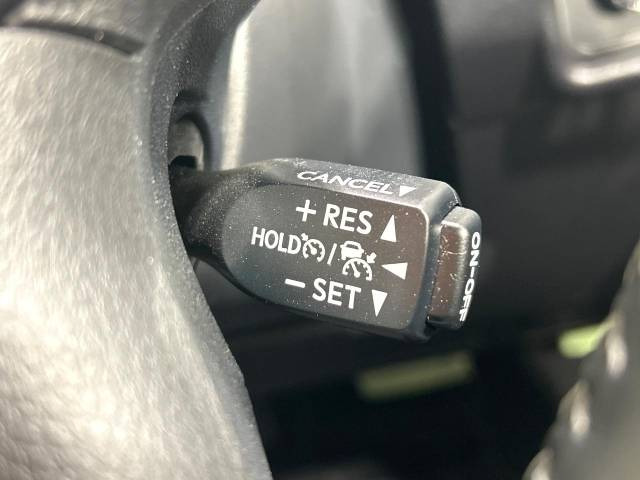 CANCEL▼
+ RES ▲
HOLD / ◀
− SET ▼
ON-OFF